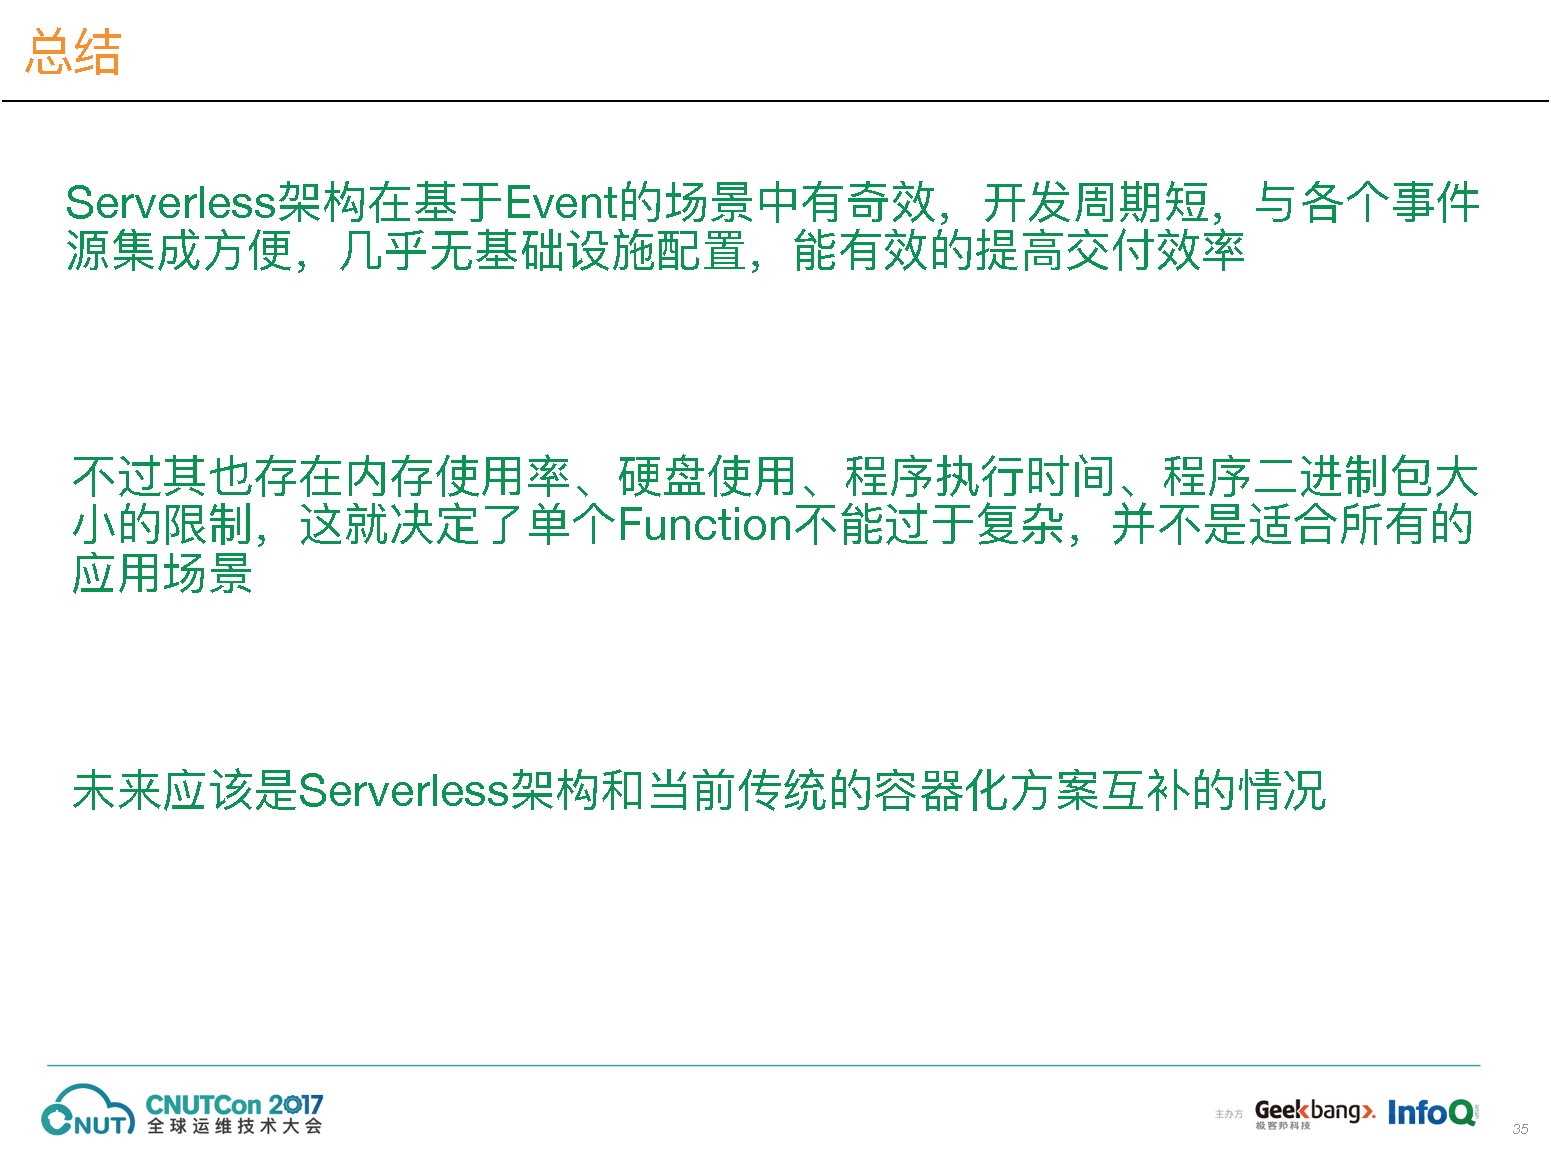 总结
Serverless架构在基于Event的场景中有奇效，开发周期短，与各个事件
源集成方便，几乎无基础设施配置，能有效的提高交付效率
不过其也存在内存使用率、硬盘使用、程序执行时间、程序二进制包大
小的限制，这就决定了单个Function不能过于复杂，并不是适合所有的
应用场景
未来应该是Serverless架构和当前传统的容器化方案互补的情况
CNUT
CNUTCon 2017
全球运维技术大会
主办方
Geekbang>.
极客邦科技
InfoQ
35